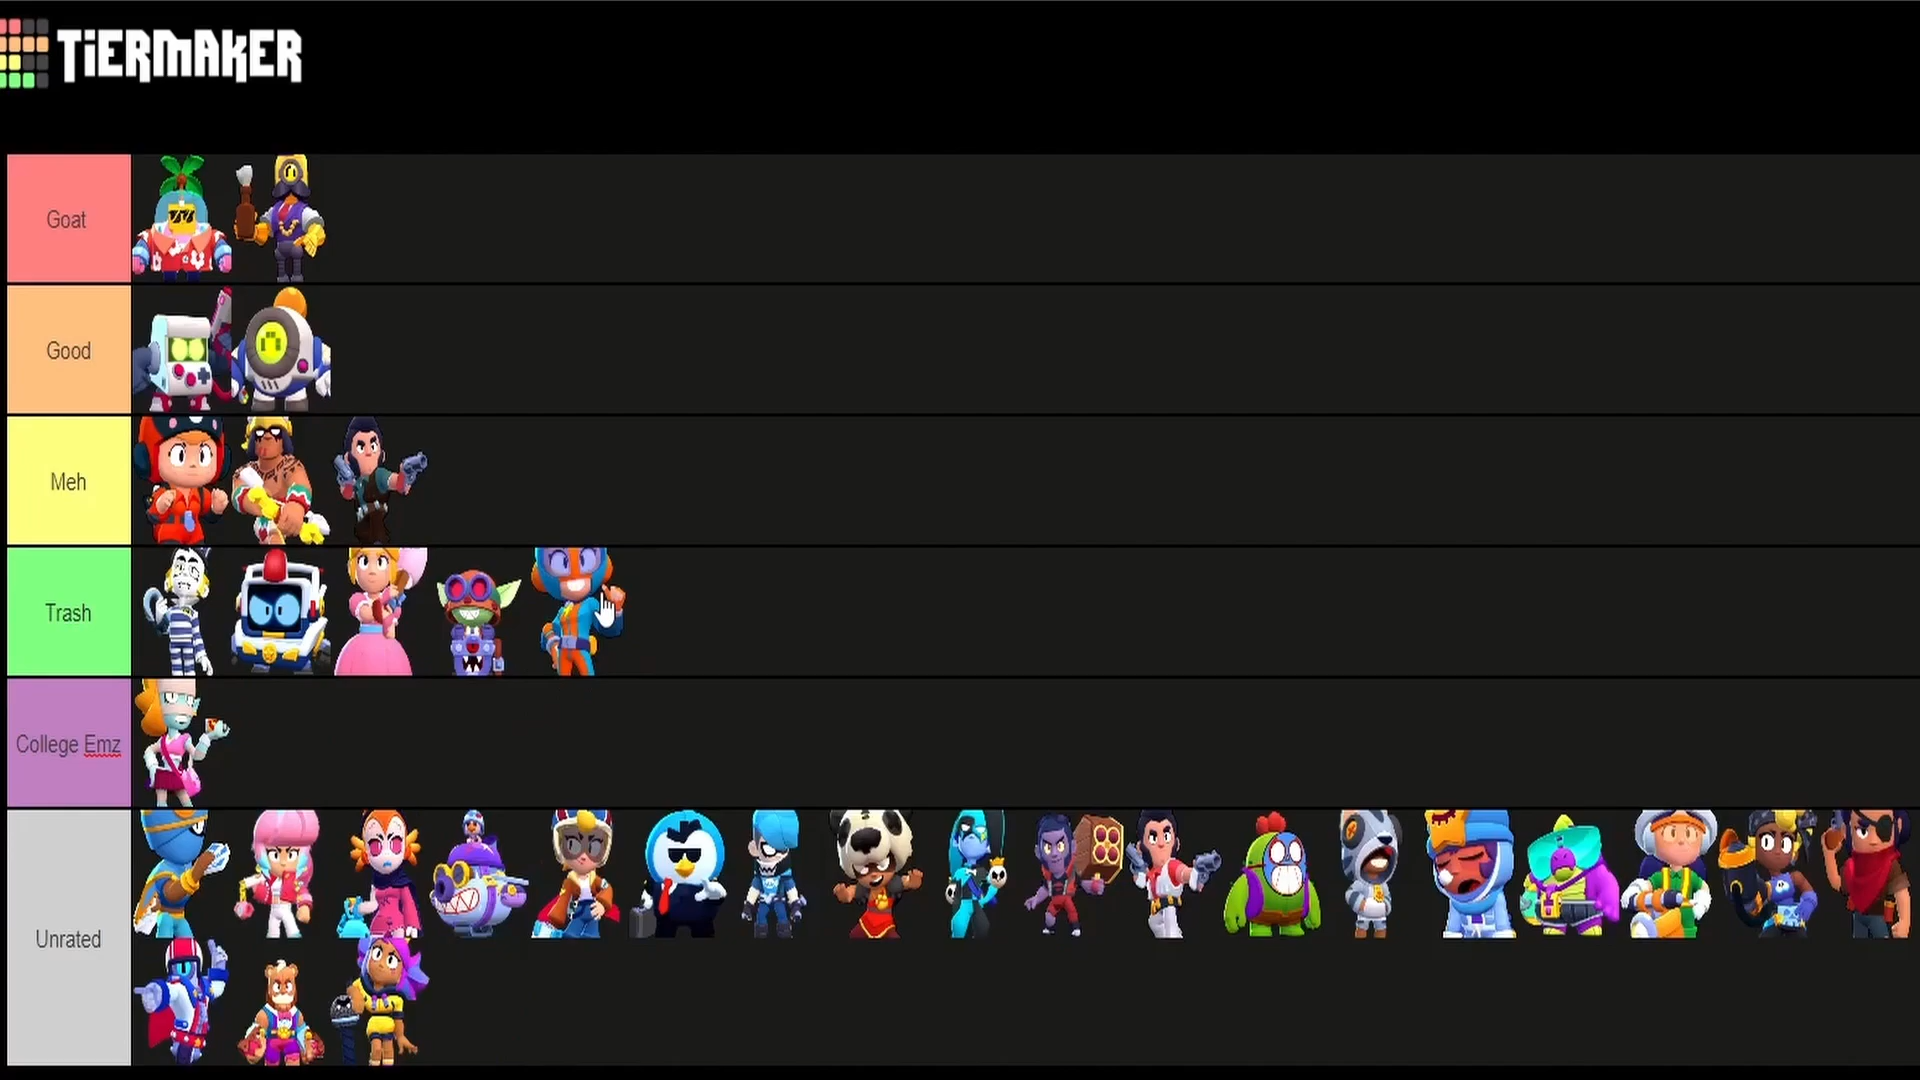 TiERMAKER
Goat
Good
Meh
Trash
College Emz
Unrated